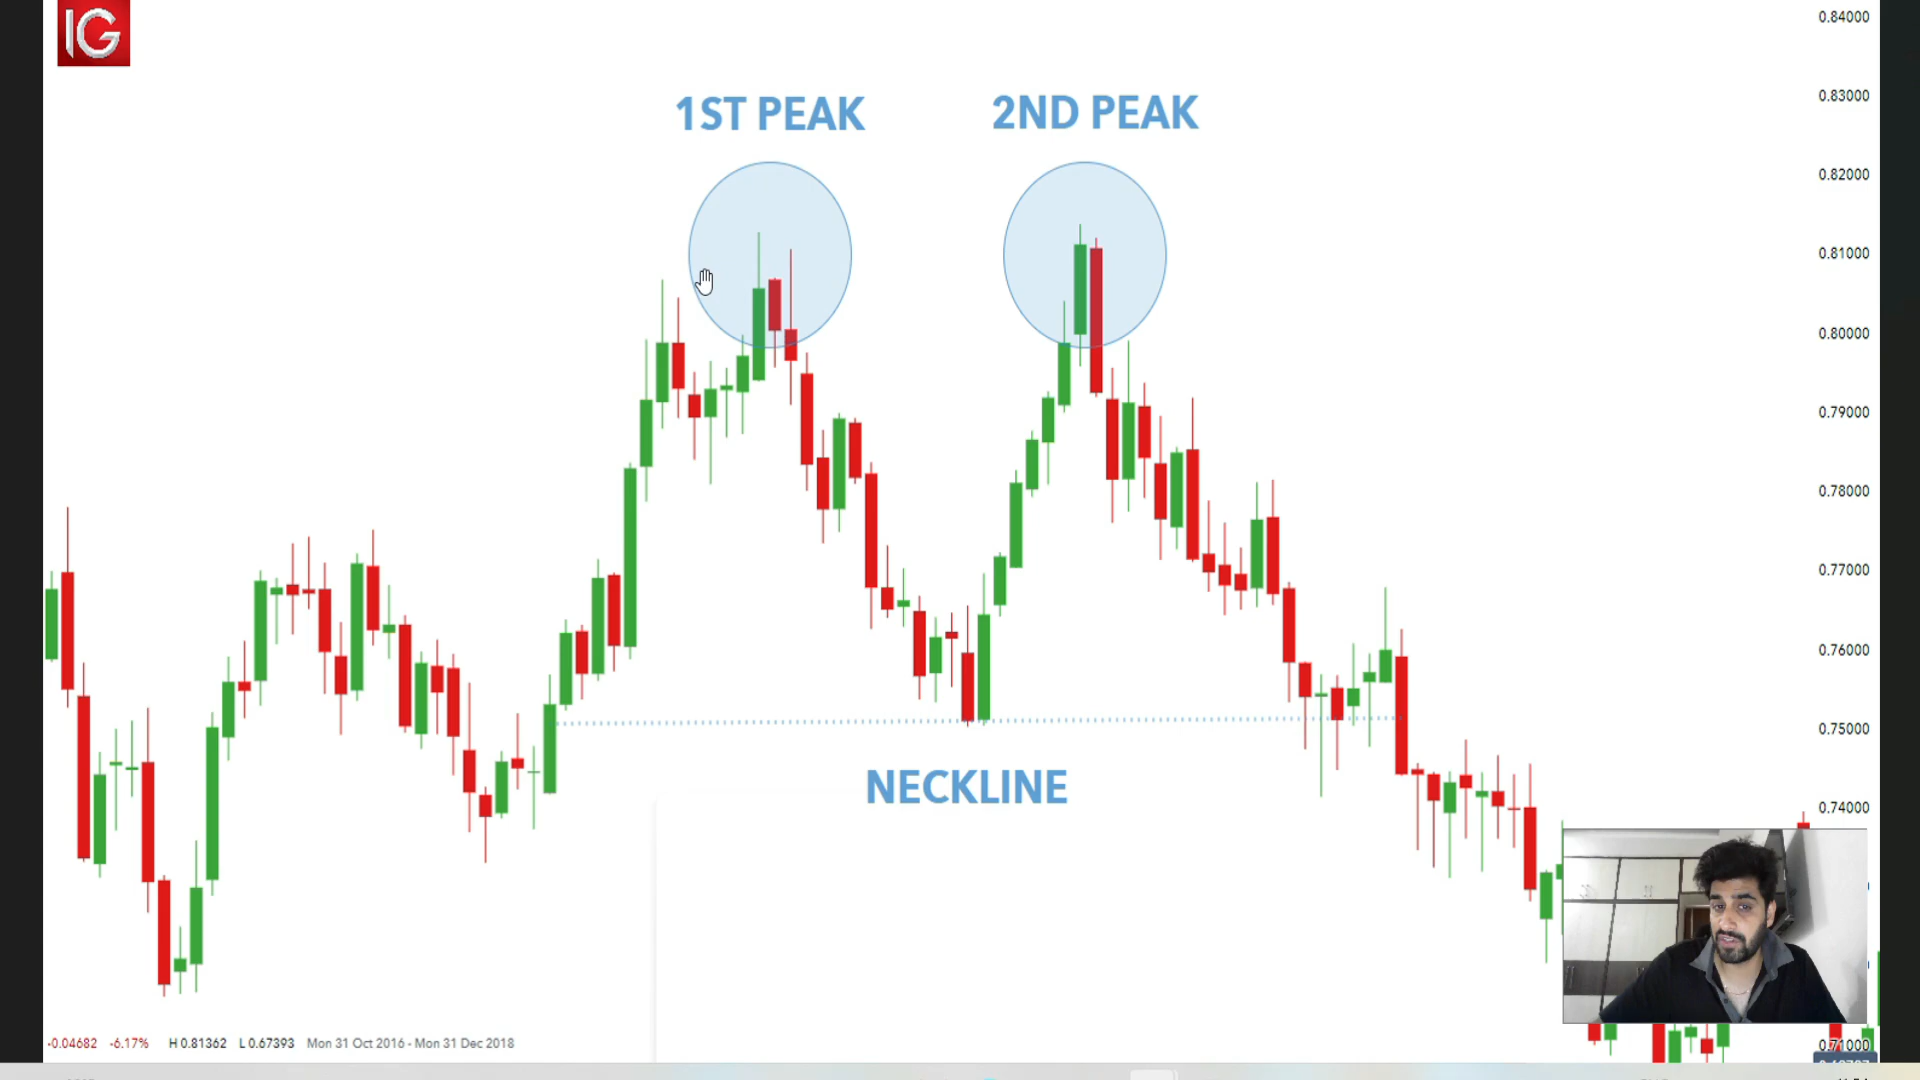 IG
0.84000
0.83000
1ST PEAK
2ND PEAK
0.82000
0.81000
0.80000
0.79000
0.78000
0.77000
0.76000
0.75000
NECKLINE
0.74000
-0.04682 -6.17% H 0.81362 L 0.67393 Mon 31 Oct 2016 - Mon 31 Dec 2018
0.71000